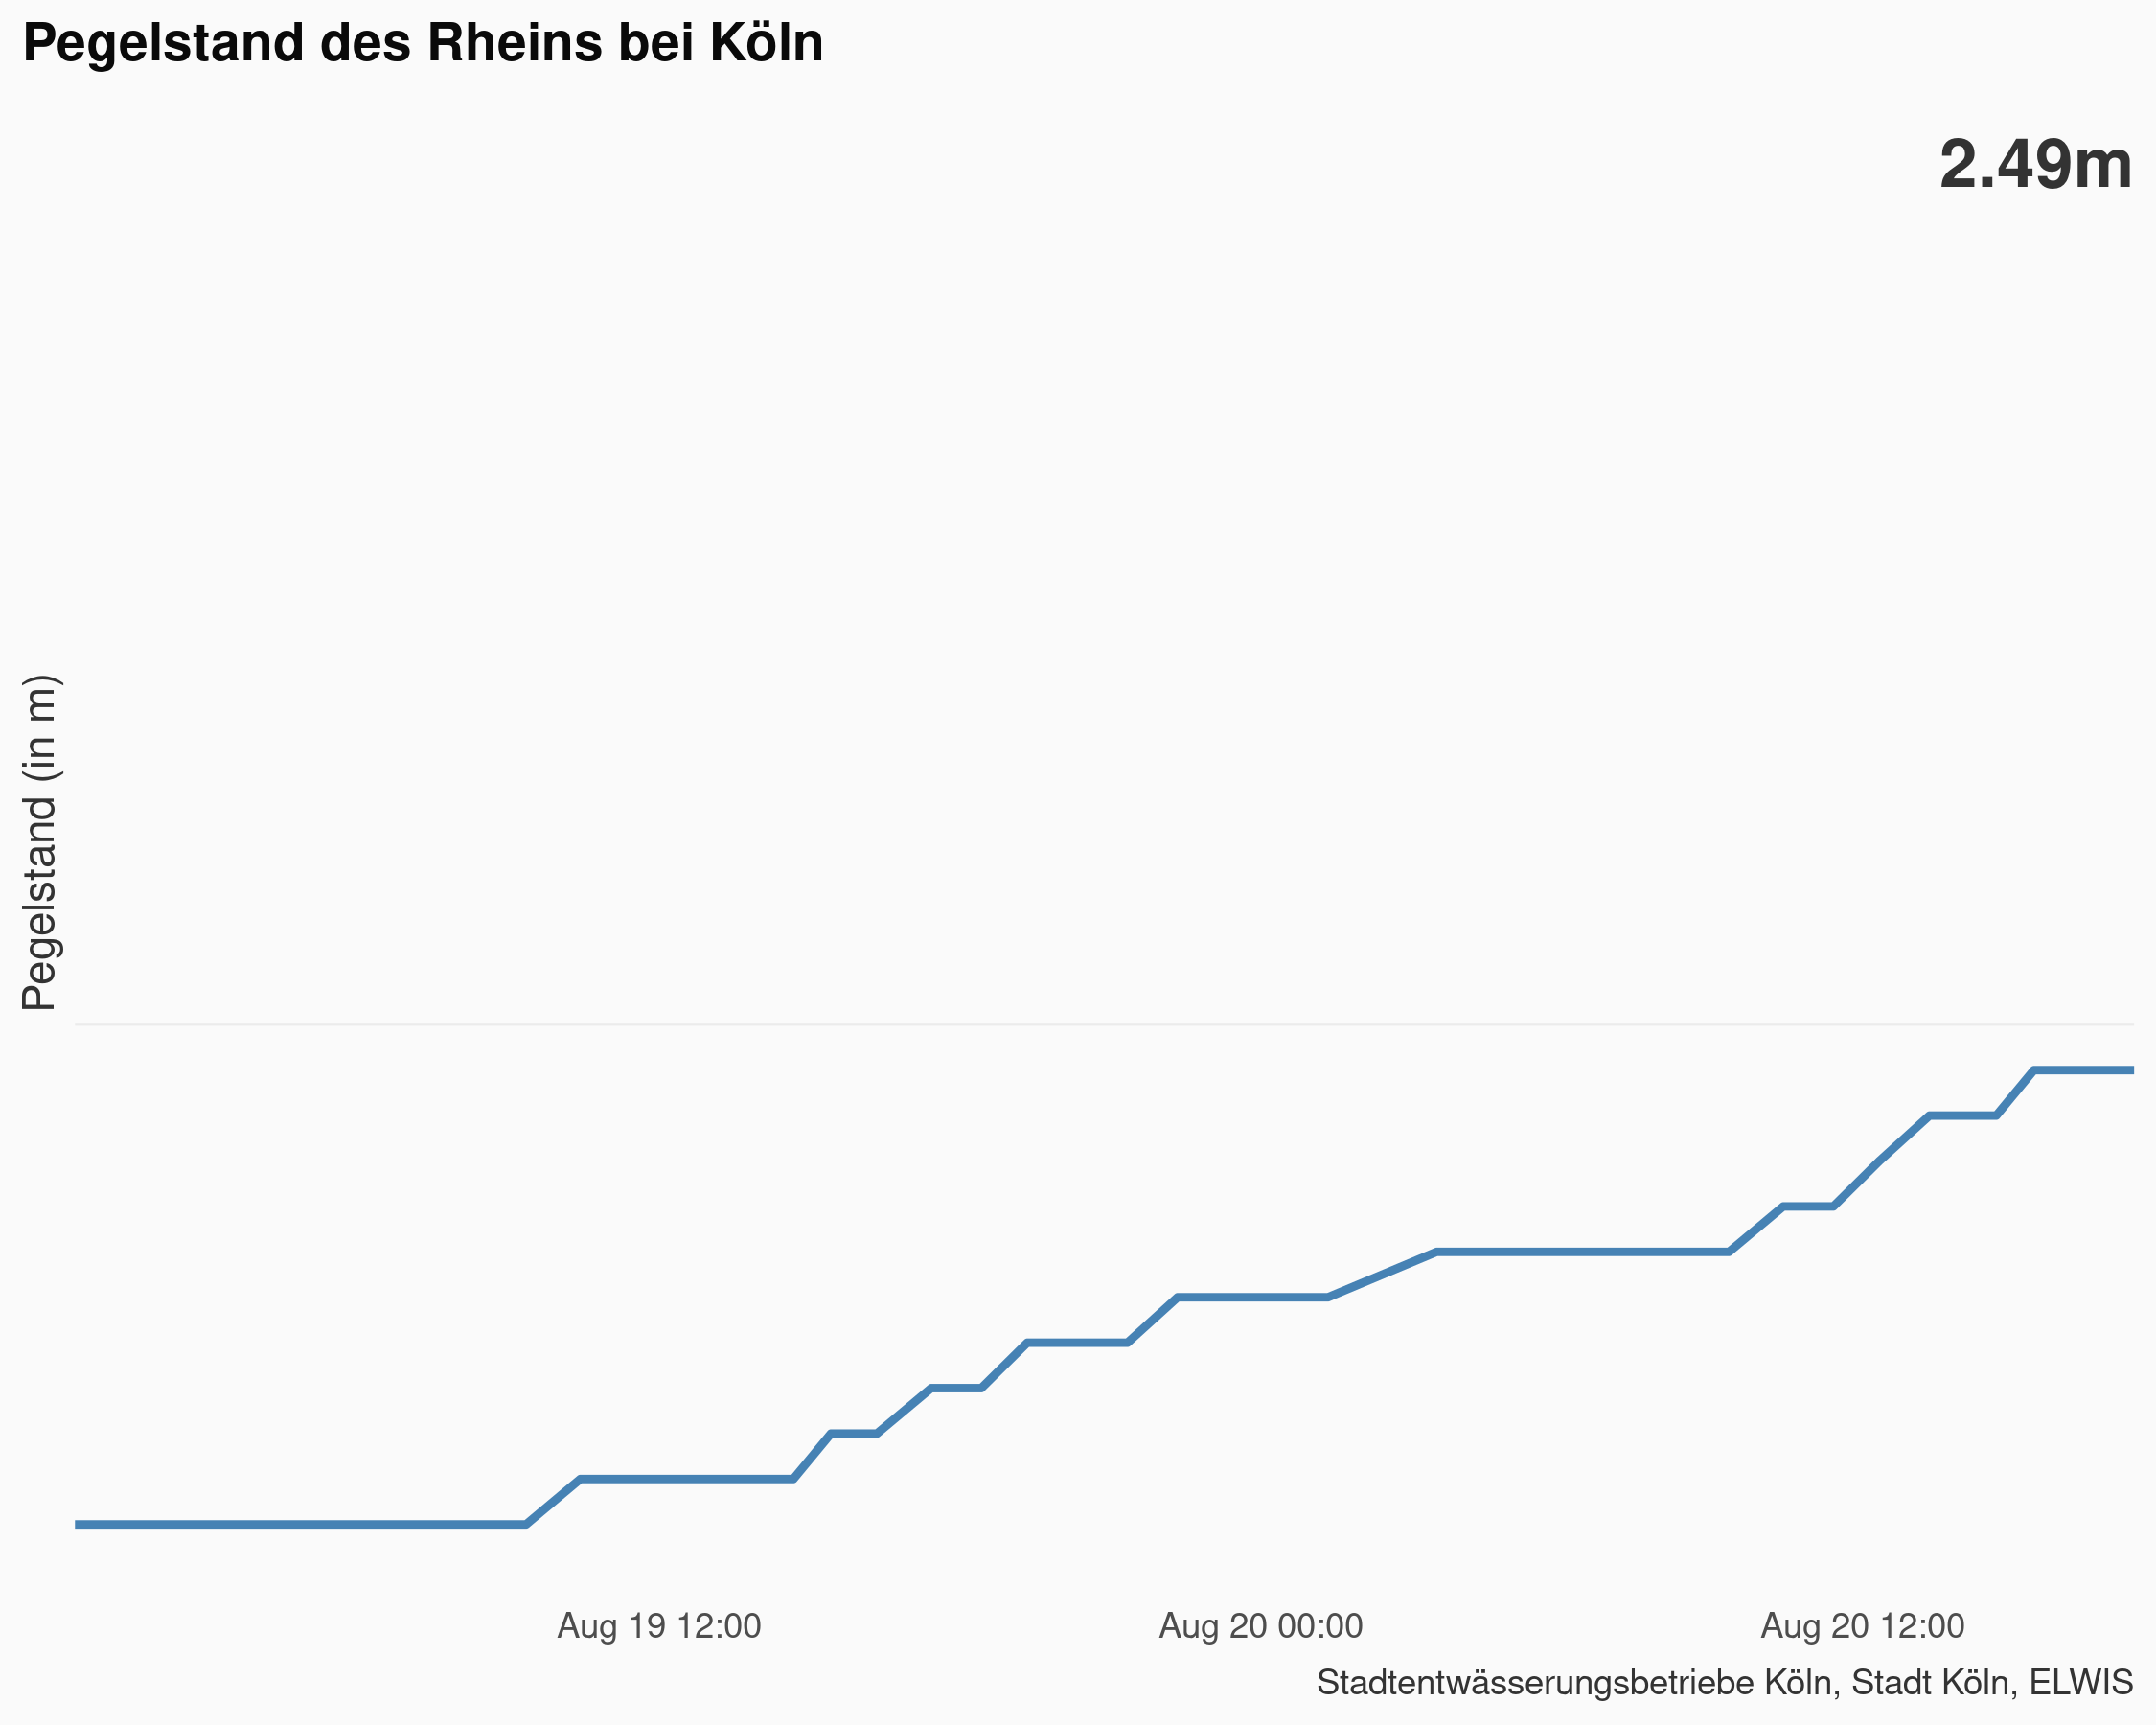 Pegelstand des Rheins bei Köln
2.49m
Pegelstand (in m)
Aug 19 12:00
Aug 20 00:00
Aug 20 12:00
Stadtentwässerungsbetriebe Köln, Stadt Köln, ELWIS